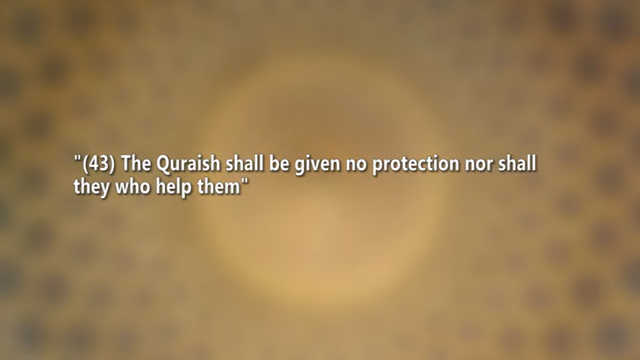 "(43) The Quraish shall be given no protection nor shall
they who help them"